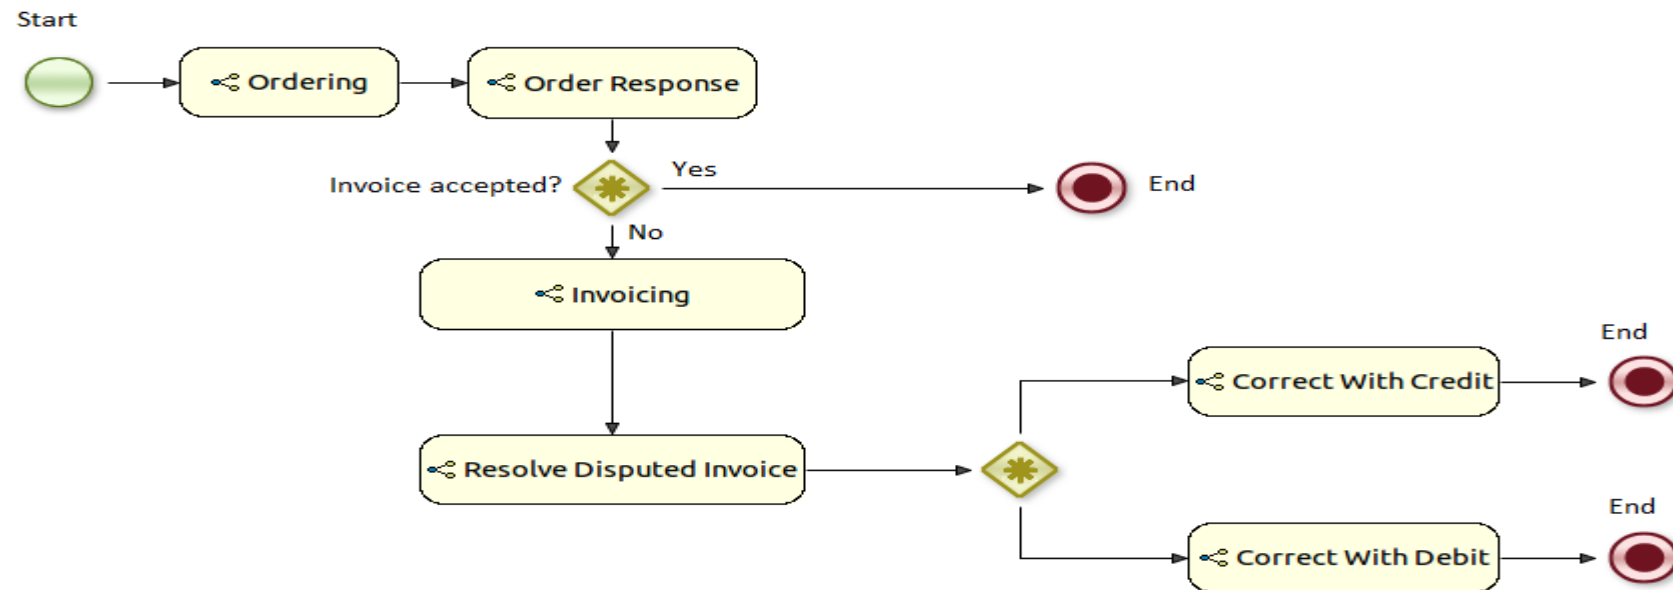 Start
Ordering
Order Response
Invoice accepted?
Yes
End
No
Invoicing
End
Correct With Credit
Resolve Disputed Invoice
End
Correct With Debit